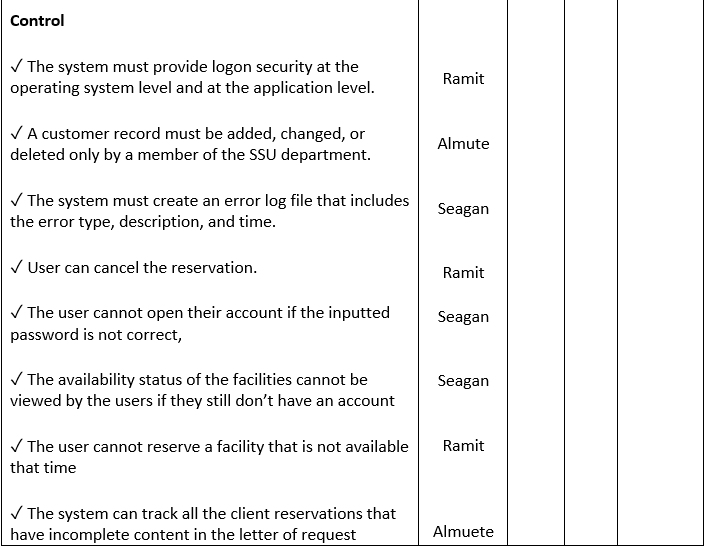 Control
✓ The system must provide logon security at the
operating system level and at the application level.
Ramit
✓ A customer record must be added, changed, or
deleted only by a member of the SSU department.
Almute
✓ The system must create an error log file that includes
the error type, description, and time.
Seagan
✓ User can cancel the reservation.
Ramit
✓ The user cannot open their account if the inputted
password is not correct,
Seagan
✓ The availability status of the facilities cannot be
viewed by the users if they still don’t have an account
Seagan
✓ The user cannot reserve a facility that is not available
that time
Ramit
✓ The system can track all the client reservations that
have incomplete content in the letter of request
Almuete